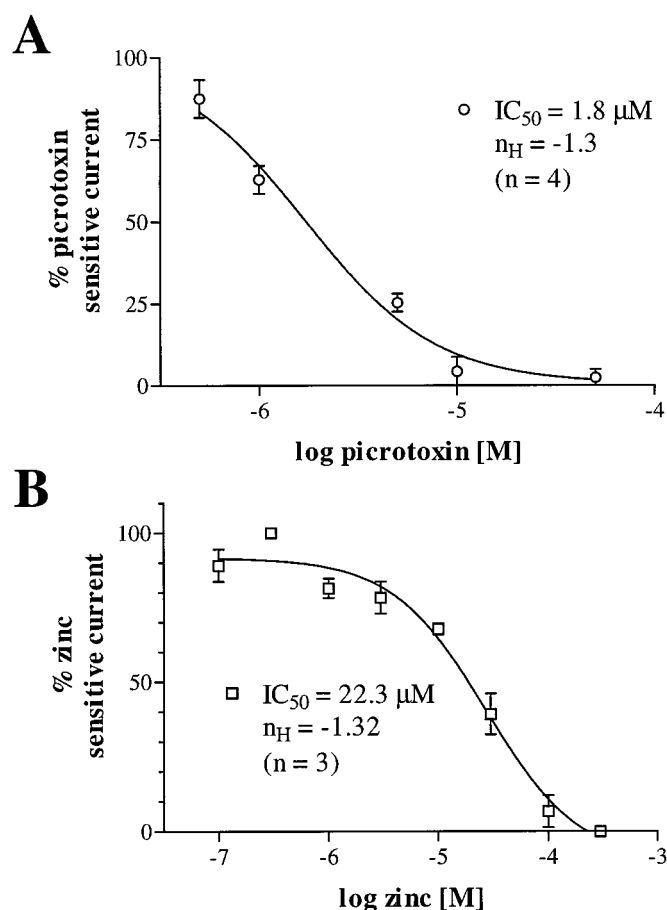 A
100
75
50
25
0
% picrotoxin
sensitive current
IC50 = 1.8 μM
nH = -1.3
(n = 4)
-6
-5
-4
log picrotoxin [M]
B
100
50
0
% zinc
sensitive current
IC50 = 22.3 μM
nH = -1.32
(n = 3)
-7
-6
-5
-4
-3
log zinc [M]